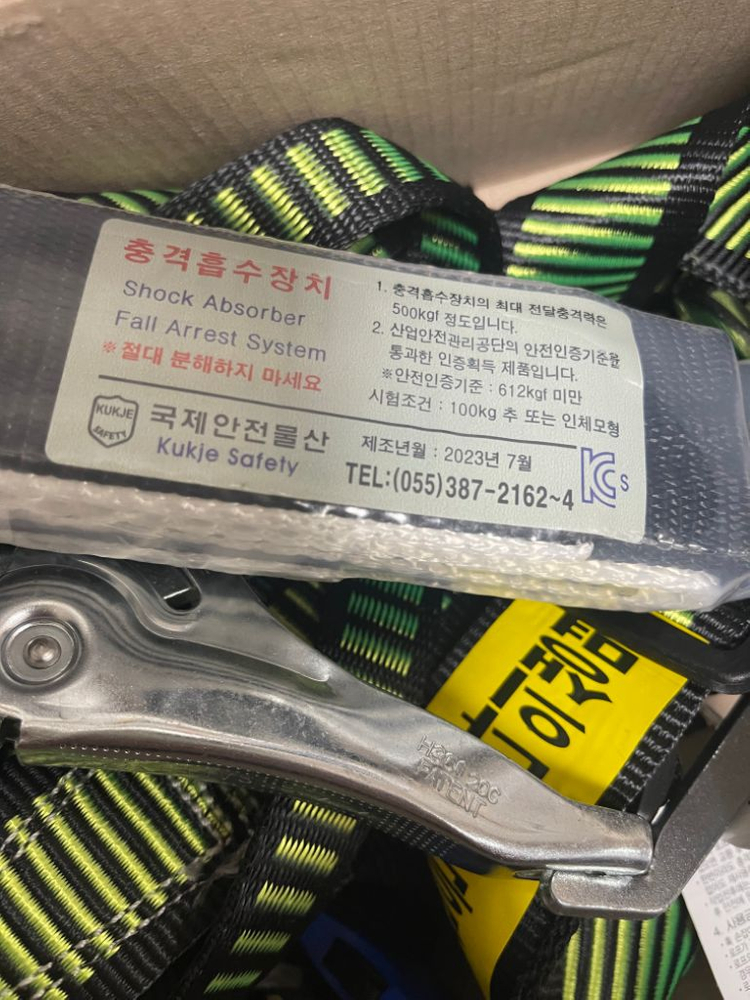 충격흡수장치
Shock Absorber
Fall Arrest System
※절대 분해하지 마세요
1. 충격흡수장치의 최대 전달충격력은
500kgf 정도입니다.
2. 산업안전관리공단의 안전인증기준을
통과한 인증획득 제품입니다.
※안전인증기준 : 612kgf 미만
시험조건 : 100kg 추 또는 인체모형
KUKJE
SAFETY
국제안전물산
Kukje Safety
제조년월 : 2023년 7월
TEL:(055)387-2162~4
S
PATENT
4. 사용